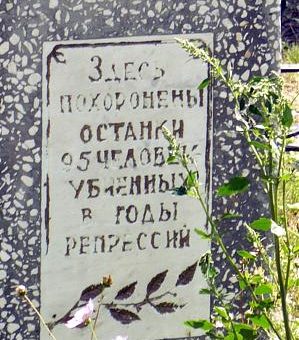 Здесь
похоронены
останки
95 человек
убиенных
в годы
репрессий